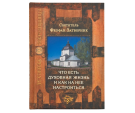 Святитель
Феофан Затворник
ЧТО ЕСТЬ
ДУХОВНАЯ ЖИЗНЬ
И КАК НА НЕЕ
НАСТРОИТЬСЯ